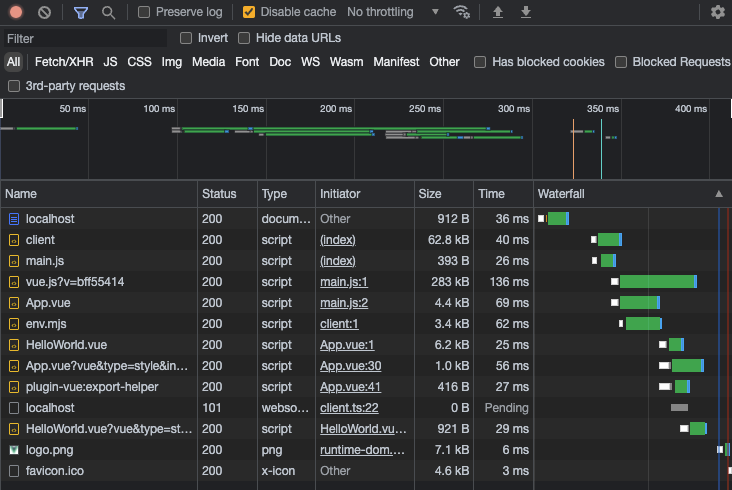 Preserve log Disable cache No throttling
Filter Invert Hide data URLs
All Fetch/XHR JS CSS Img Media Font Doc WS Wasm Manifest Other Has blocked cookies Blocked Requests
3rd-party requests
50 ms 100 ms 150 ms 200 ms 250 ms 300 ms 350 ms 400 ms
Name Status Type Initiator Size Time Waterfall
localhost 200 docum… Other 912 B 36 ms
client 200 script (index) 62.8 kB 40 ms
main.js 200 script (index) 393 B 26 ms
vue.js?v=bff55414 200 script main.js:1 283 kB 136 ms
App.vue 200 script main.js:2 4.4 kB 69 ms
env.mjs 200 script client:1 3.4 kB 62 ms
HelloWorld.vue 200 script App.vue:1 6.2 kB 25 ms
App.vue?vue&type=style&in… 200 script App.vue:30 1.0 kB 56 ms
plugin-vue:export-helper 200 script App.vue:41 416 B 27 ms
localhost 101 webso… client.ts:22 0 B Pending
HelloWorld.vue?vue&type=st… 200 script HelloWorld.vu… 921 B 29 ms
logo.png 200 png runtime-dom.… 7.1 kB 6 ms
favicon.ico 200 x-icon Other 4.6 kB 3 ms